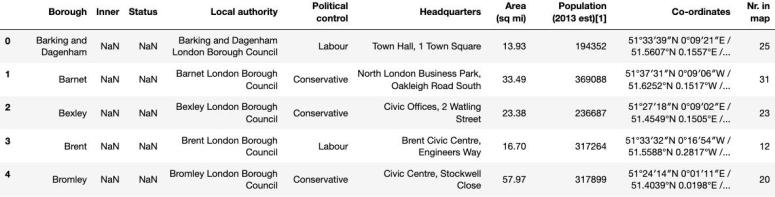 Borough Inner Status Local authority Political control Headquarters Area (sq mi) Population (2013 est)[1] Co-ordinates Nr. in map
0 Barking and Dagenham NaN NaN Barking and Dagenham London Borough Council Labour Town Hall, 1 Town Square 13.93 194352 51°33′39″N 0°09′21″E / 51.5607°N 0.1557°E /... 25
1 Barnet NaN NaN Barnet London Borough Council Conservative North London Business Park, Oakleigh Road South 33.49 369088 51°37′31″N 0°09′06″W / 51.6252°N 0.1517°W /... 31
2 Bexley NaN NaN Bexley London Borough Council Conservative Civic Offices, 2 Watling Street 23.38 236687 51°27′18″N 0°09′02″E / 51.4549°N 0.1505°E /... 23
3 Brent NaN NaN Brent London Borough Council Labour Brent Civic Centre, Engineers Way 16.70 317264 51°33′32″N 0°16′54″W / 51.5588°N 0.2817°W /... 12
4 Bromley NaN NaN Bromley London Borough Council Conservative Civic Centre, Stockwell Close 57.97 317899 51°24′14″N 0°01′11″E / 51.4039°N 0.0198°E /... 20